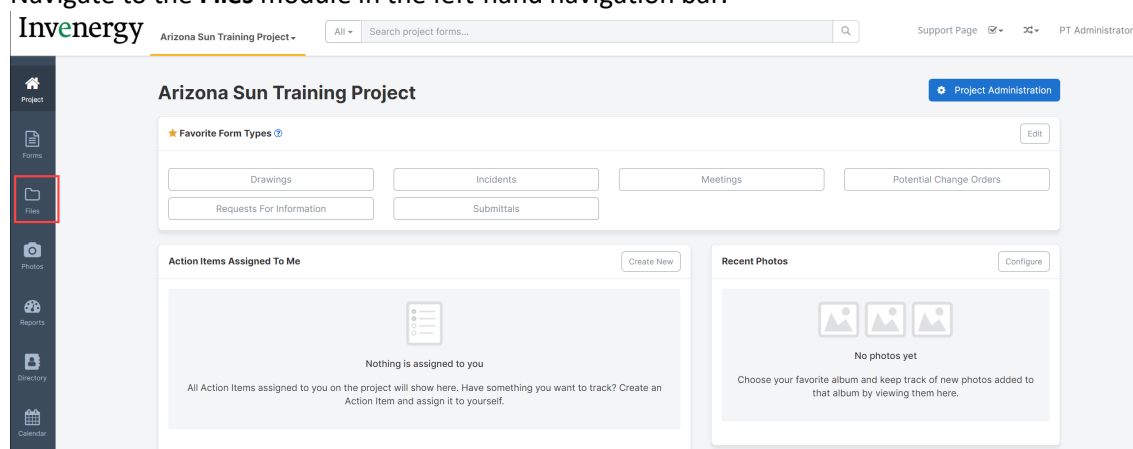 Navigate to the Files module in the left-hand navigation bar.
Invenergy
Arizona Sun Training Project
All
Search project forms...
Support Page
PT Administrator
Project
Forms
Files
Photos
Reports
Directory
Calendar
Arizona Sun Training Project
Project Administration
Favorite Form Types
Edit
Drawings
Incidents
Meetings
Potential Change Orders
Requests For Information
Submittals
Action Items Assigned To Me
Create New
Nothing is assigned to you
All Action Items assigned to you on the project will show here. Have something you want to track? Create an
Action Item and assign it to yourself.
Recent Photos
Configure
No photos yet
Choose your favorite album and keep track of new photos added to
that album by viewing them here.